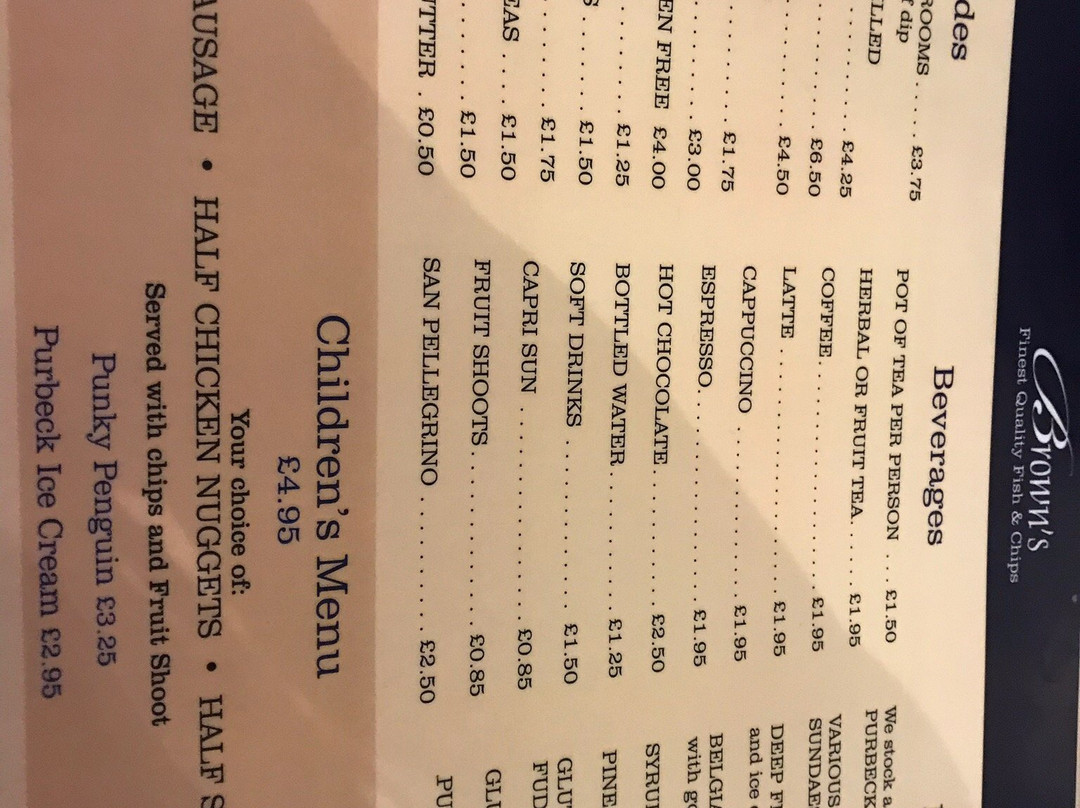 Brown's
Finest Quality Fish & Chips
des
ROOMS . . . . . £3.75
f dip
LLED
£4.25
£6.50
£4.50
£1.75
£3.00
EN FREE £4.00
£1.25
S . . . . . . £1.50
£1.75
EAS . . . . £1.50
£1.50
TTER . £0.50
Beverages
POT OF TEA PER PERSON . . . £1.50
HERBAL OR FRUIT TEA. . . . . £1.95
COFFEE. . . . . . . . . . . . . . . . £1.95
LATTE . . . . . . . . . . . . . . . . £1.95
CAPPUCCINO . . . . . . . . . . . . £1.95
ESPRESSO. . . . . . . . . . . . . . £1.95
HOT CHOCOLATE. . . . . . . . . . £2.50
BOTTLED WATER . . . . . . . . . £1.25
SOFT DRINKS . . . . . . . . . . . £1.50
CAPRI SUN . . . . . . . . . . . . . £0.85
FRUIT SHOOTS. . . . . . . . . . . £0.85
SAN PELLEGRINO . . . . . . . . . £2.50
We stock a
PURBECK
VARIOUS
SUNDAE
DEEP F
and ice
BELGIA
with go
SYRU
PINE
GLU
FUD
GLU
PU
Children's Menu
£4.95
Your choice of:
AUSAGE • HALF CHICKEN NUGGETS • HALF S
Served with chips and Fruit Shoot
Punky Penguin £3.25
Purbeck Ice Cream £2.95